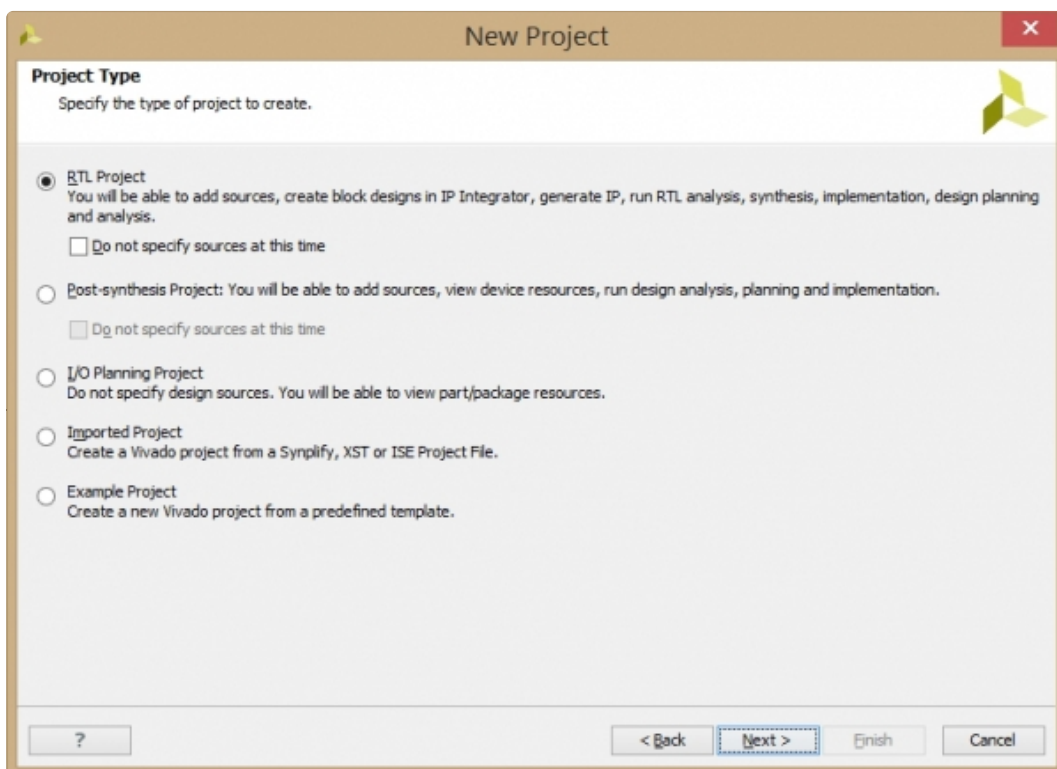 New Project
Project Type
Specify the type of project to create.
RTL Project
You will be able to add sources, create block designs in IP Integrator, generate IP, run RTL analysis, synthesis, implementation, design planning
and analysis.
Do not specify sources at this time
Post-synthesis Project: You will be able to add sources, view device resources, run design analysis, planning and implementation.
Do not specify sources at this time
I/O Planning Project
Do not specify design sources. You will be able to view part/package resources.
Imported Project
Create a Vivado project from a Synplify, XST or ISE Project File.
Example Project
Create a new Vivado project from a predefined template.
? < Back Next > Finish Cancel